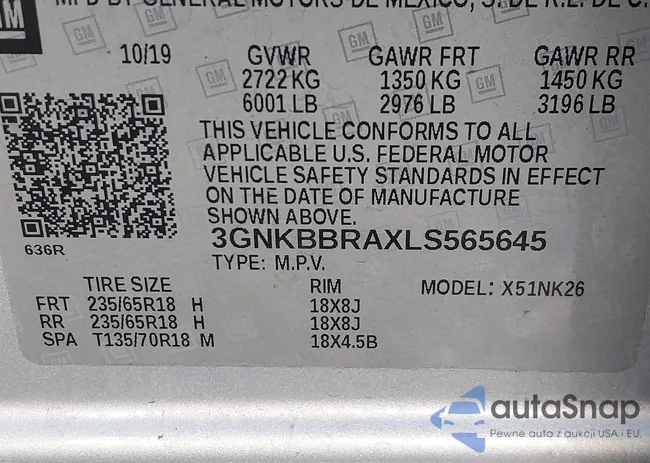 MFD BY GENERAL MOTORS DE MEXICO, S. DE R.L. DE C.
GM
10/19 GVWR GAWR FRT GAWR RR
2722 KG 1350 KG 1450 KG
6001 LB 2976 LB 3196 LB
THIS VEHICLE CONFORMS TO ALL
APPLICABLE U.S. FEDERAL MOTOR
VEHICLE SAFETY STANDARDS IN EFFECT
ON THE DATE OF MANUFACTURE
SHOWN ABOVE.
636R
3GNKBBRAXLS565645
TYPE: M.P.V.
TIRE SIZE RIM MODEL: X51NK26
FRT 235/65R18 H 18X8J
RR 235/65R18 H 18X8J
SPA T135/70R18 M 18X4.5B
autaSnap
Pewne auta z aukcji USA i EU.